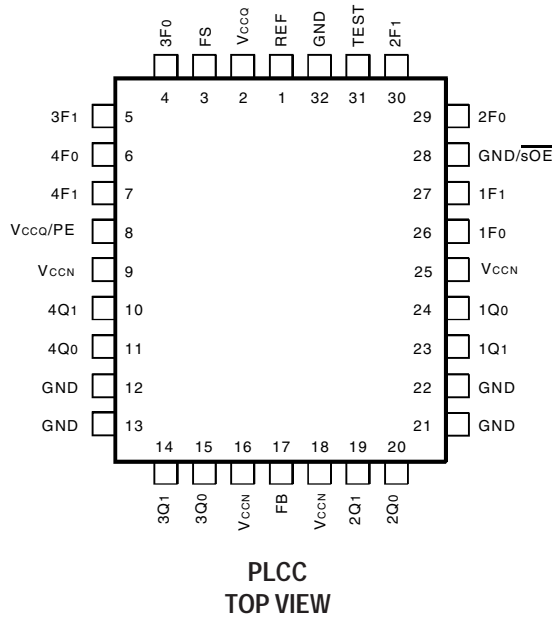 3F0 FS VCCQ REF GND TEST 2F1
4 3 2 1 32 31 30
3F1 5 29 2F0
4F0 6 28 GND/s̅O̅E̅
4F1 7 27 1F1
VCCQ/PE 8 26 1F0
VCCN 9 25 VCCN
4Q1 10 24 1Q0
4Q0 11 23 1Q1
GND 12 22 GND
GND 13 21 GND
14 15 16 17 18 19 20
3Q1 3Q0 VCCN FB VCCN 2Q1 2Q0
PLCC
TOP VIEW